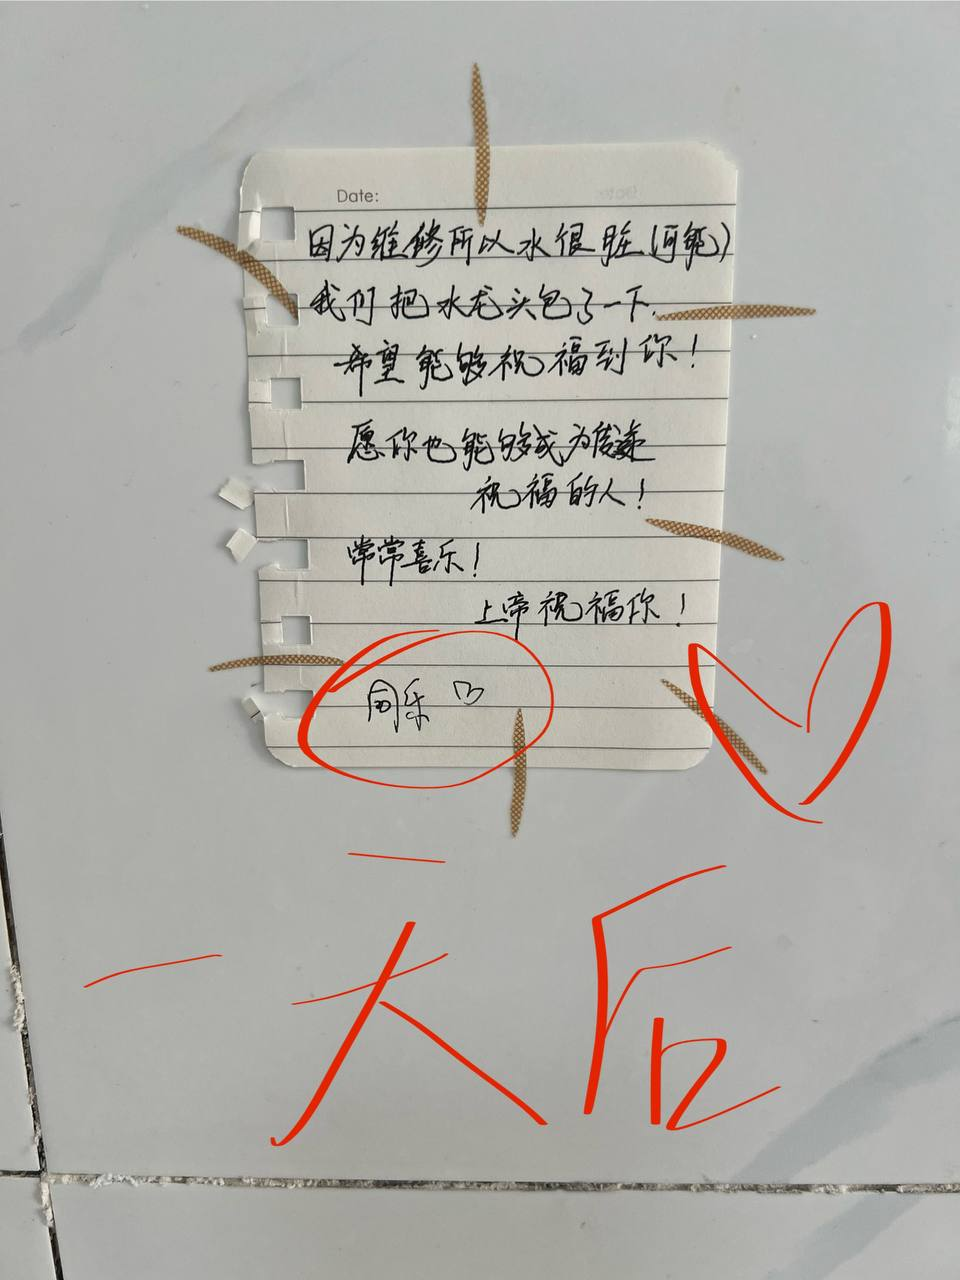 Date:
因为维修所以水很脏(可能)
我们把水龙头包了一下.
希望能够祝福到你!
愿你也能够成为传递
祝福的人!
常常喜乐!
上帝祝福你!
同乐
一天后